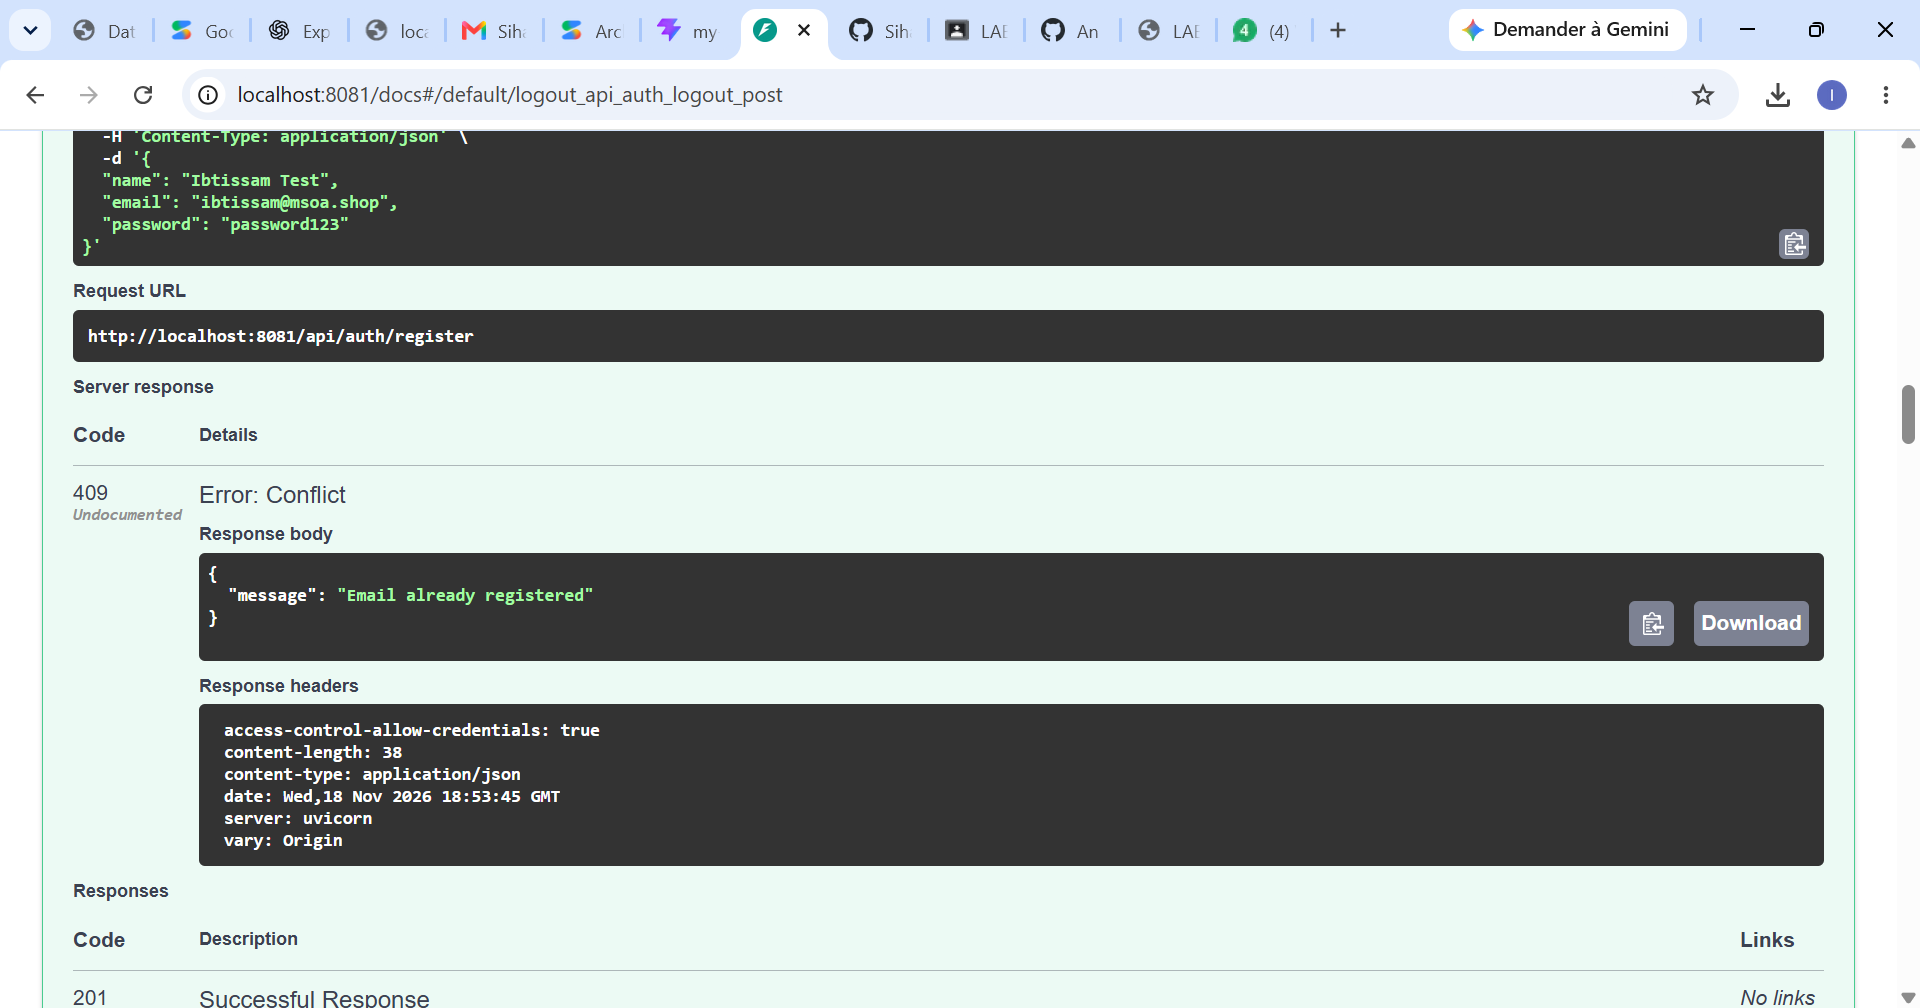 Dat
Goo
Exp
loca
Siha
Arc
my
Siha
LAB
An
LAB
4
(4)
Demander à Gemini
localhost:8081/docs#/default/logout_api_auth_logout_post
I
-H 'Content-Type: application/json' \
-d '{
"name": "Ibtissam Test",
"email": "ibtissam@msoa.shop",
"password": "password123"
}'
Request URL
http://localhost:8081/api/auth/register
Server response
Code Details
409 Error: Conflict
Undocumented
Response body
{
"message": "Email already registered"
}
Download
Response headers
access-control-allow-credentials: true
content-length: 38
content-type: application/json
date: Wed,18 Nov 2026 18:53:45 GMT
server: uvicorn
vary: Origin
Responses
Code Description Links
201 Successful Response No links